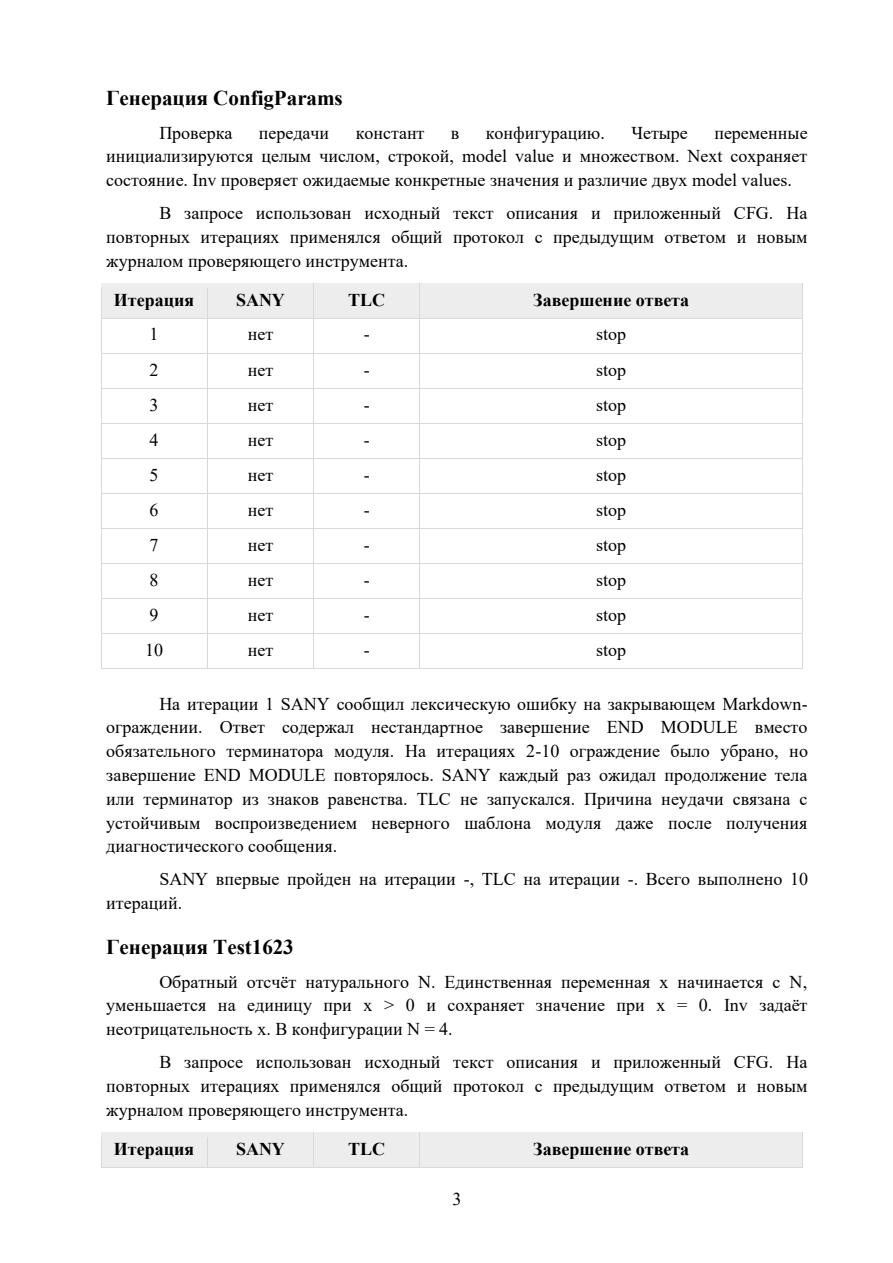 Генерация ConfigParams
Проверка передачи констант в конфигурацию. Четыре переменные
инициализируются целым числом, строкой, model value и множеством. Next сохраняет
состояние. Inv проверяет ожидаемые конкретные значения и различие двух model values.
В запросе использован исходный текст описания и приложенный CFG. На
повторных итерациях применялся общий протокол с предыдущим ответом и новым
журналом проверяющего инструмента.
Итерация SANY TLC Завершение ответа
1 нет - stop
2 нет - stop
3 нет - stop
4 нет - stop
5 нет - stop
6 нет - stop
7 нет - stop
8 нет - stop
9 нет - stop
10 нет - stop
На итерации 1 SANY сообщил лексическую ошибку на закрывающем Markdown-
ограждении. Ответ содержал нестандартное завершение END MODULE вместо
обязательного терминатора модуля. На итерациях 2-10 ограждение было убрано, но
завершение END MODULE повторялось. SANY каждый раз ожидал продолжение тела
или терминатор из знаков равенства. TLC не запускался. Причина неудачи связана с
устойчивым воспроизведением неверного шаблона модуля даже после получения
диагностического сообщения.
SANY впервые пройден на итерации -, TLC на итерации -. Всего выполнено 10
итераций.
Генерация Test1623
Обратный отсчёт натурального N. Единственная переменная x начинается с N,
уменьшается на единицу при x > 0 и сохраняет значение при x = 0. Inv задаёт
неотрицательность x. В конфигурации N = 4.
В запросе использован исходный текст описания и приложенный CFG. На
повторных итерациях применялся общий протокол с предыдущим ответом и новым
журналом проверяющего инструмента.
Итерация SANY TLC Завершение ответа
3